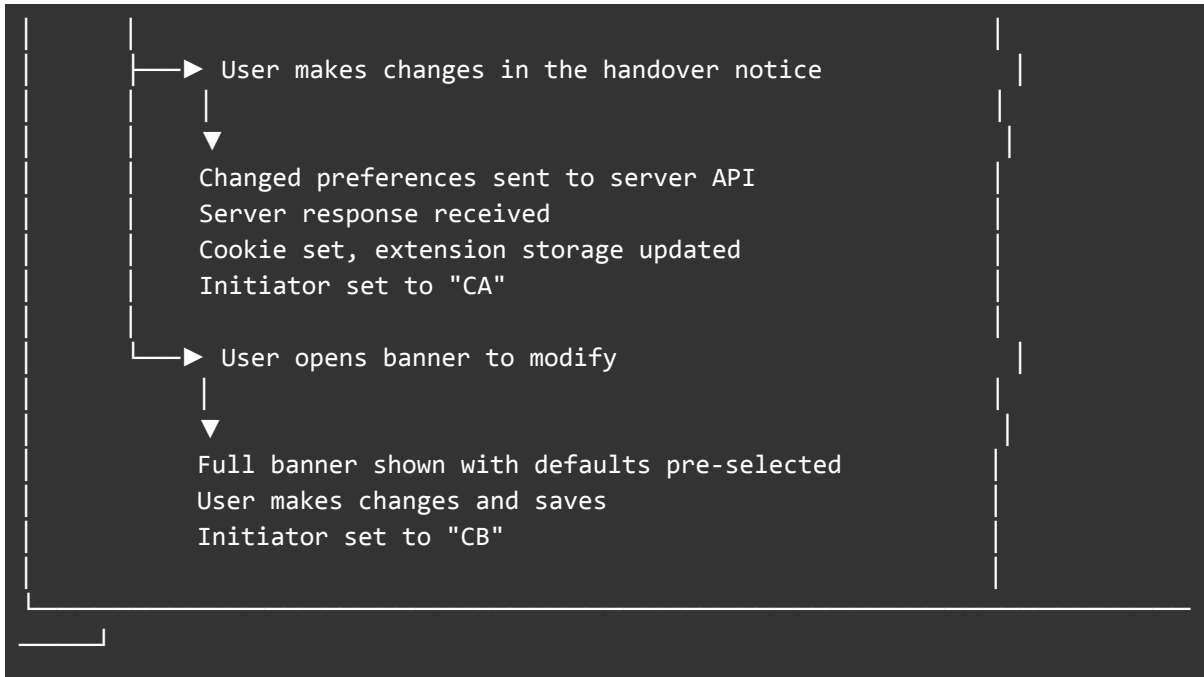 ► User makes changes in the handover notice
▼
Changed preferences sent to server API
Server response received
Cookie set, extension storage updated
Initiator set to "CA"
► User opens banner to modify
▼
Full banner shown with defaults pre-selected
User makes changes and saves
Initiator set to "CB"